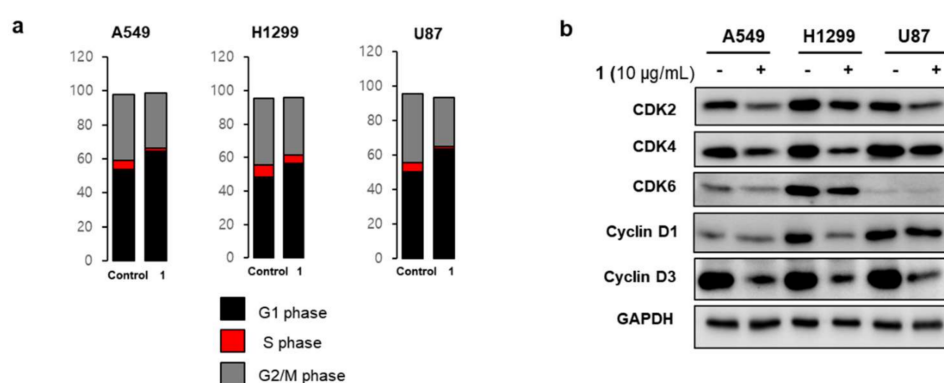 a
A549
H1299
U87
120
100
80
60
40
20
0
Control 1
120
100
80
60
40
20
0
Control 1
120
100
80
60
40
20
0
Control 1
G1 phase
S phase
G2/M phase
b
A549 H1299 U87
1 (10 µg/mL) - + - + - +
CDK2
CDK4
CDK6
Cyclin D1
Cyclin D3
GAPDH